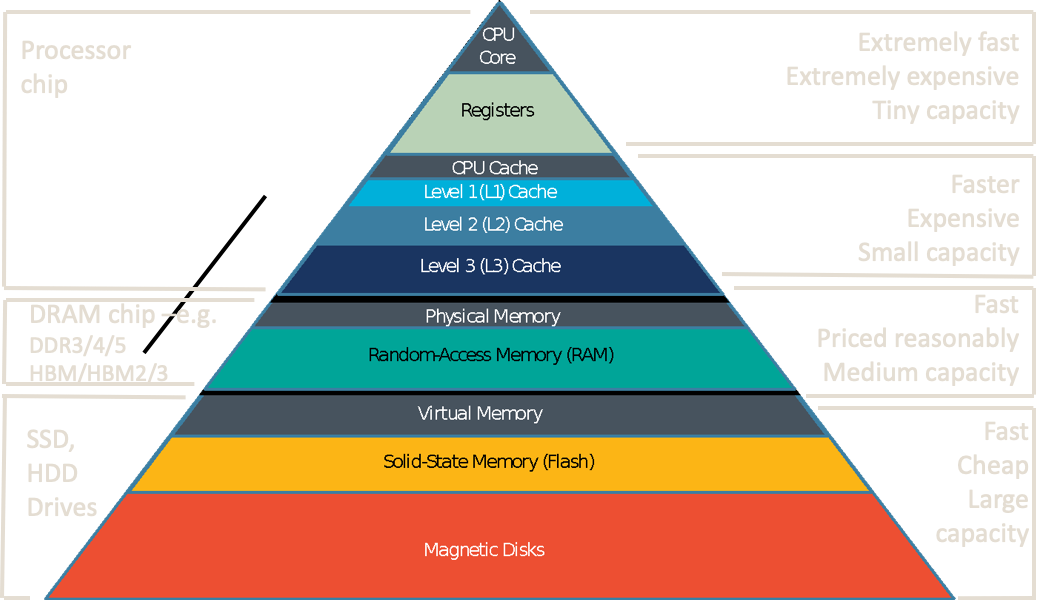 CPU
Core
Processor
chip
Extremely fast
Extremely expensive
Tiny capacity
Registers
CPU Cache
Level 1 (L1) Cache
Level 2 (L2) Cache
Level 3 (L3) Cache
Faster
Expensive
Small capacity
DRAM chip –e.g.
DDR3/4/5
HBM/HBM2/3
Physical Memory
Random-Access Memory (RAM)
Fast
Priced reasonably
Medium capacity
SSD,
HDD
Drives
Virtual Memory
Solid-State Memory (Flash)
Magnetic Disks
Fast
Cheap
Large
capacity